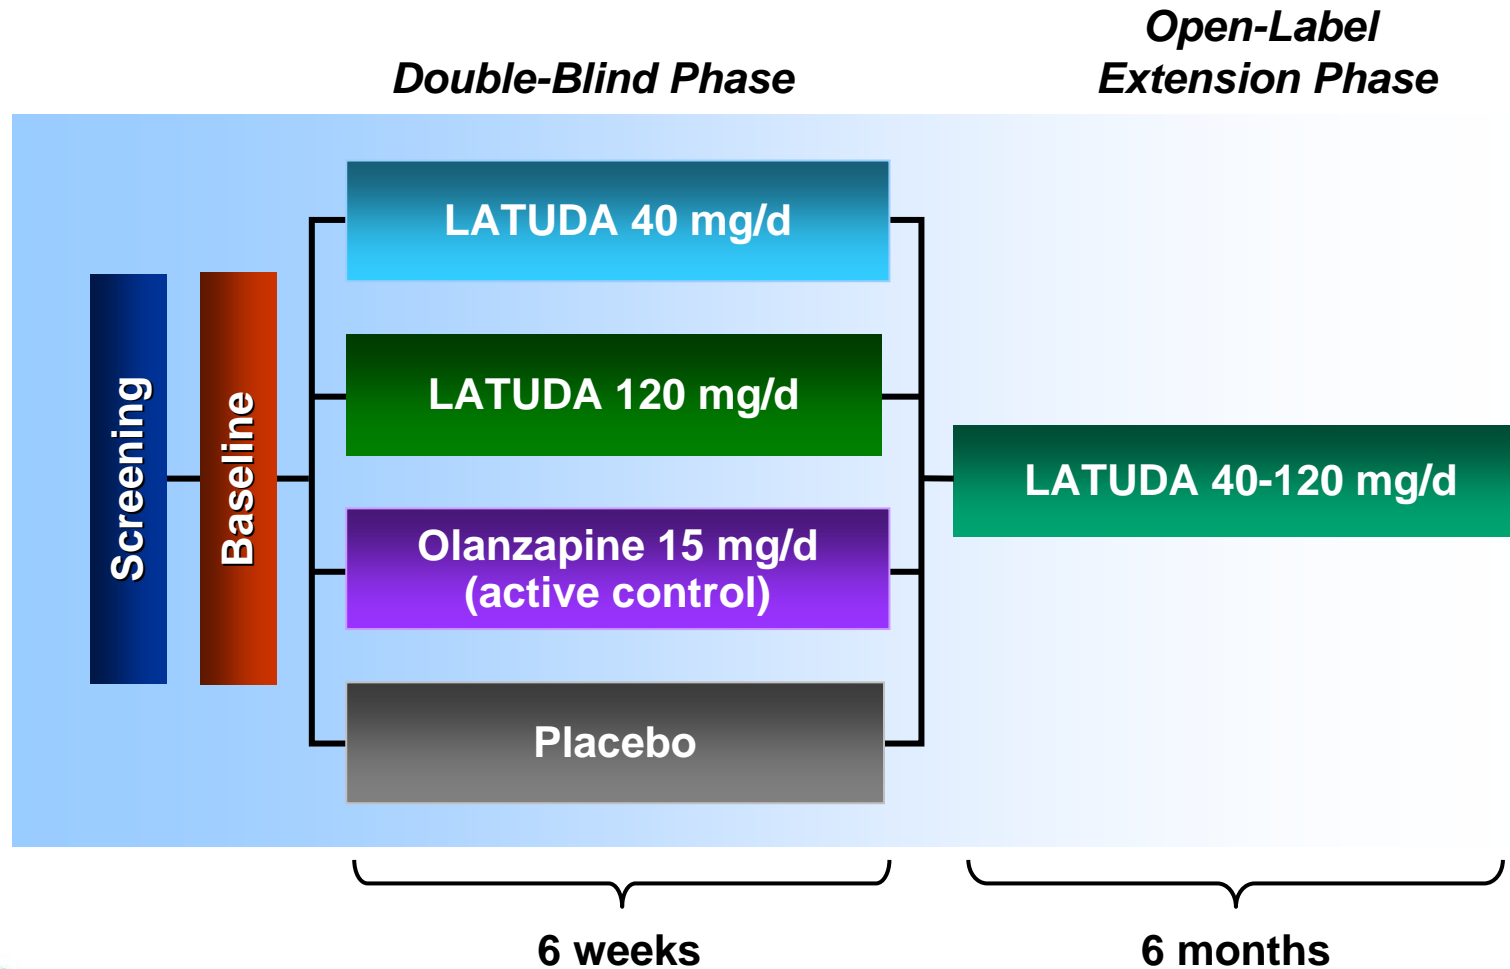 Double-Blind Phase
Open-Label
Extension Phase
Screening
Baseline
LATUDA 40 mg/d
LATUDA 120 mg/d
Olanzapine 15 mg/d
(active control)
Placebo
LATUDA 40-120 mg/d
6 weeks
6 months